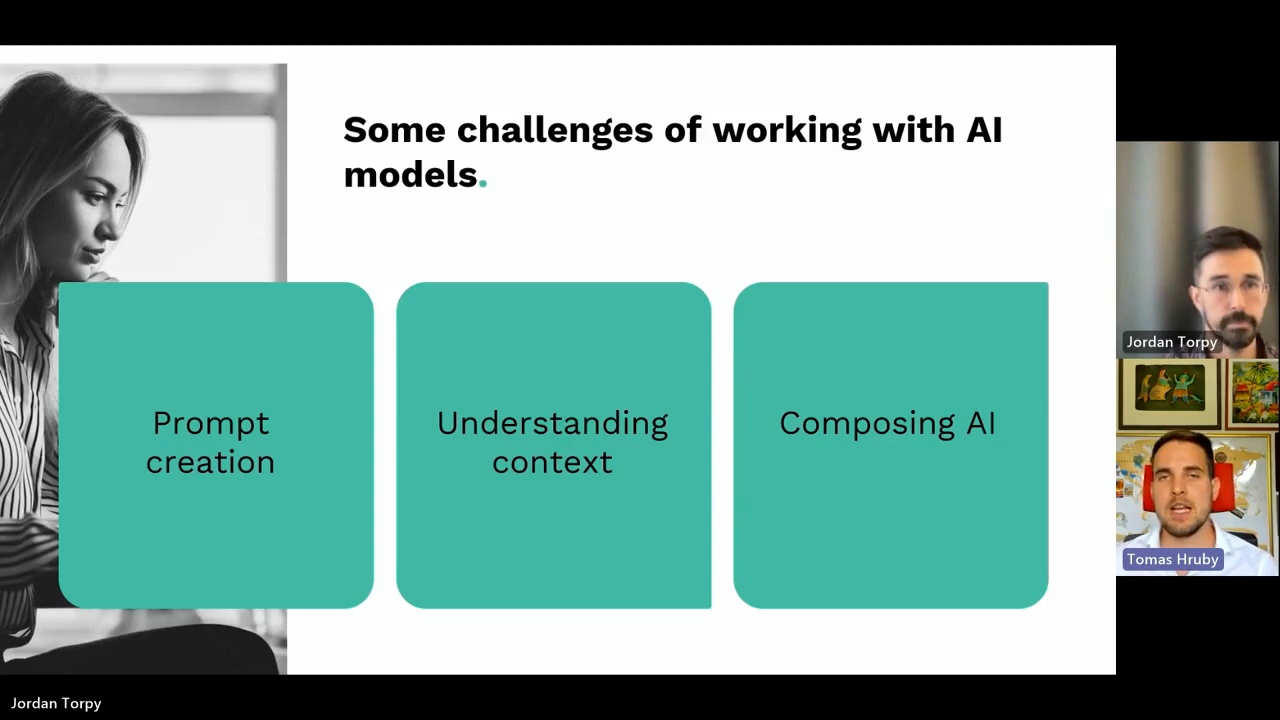 Some challenges of working with AI
models.
Prompt
creation
Understanding
context
Composing AI
Jordan Torpy
Tomas Hruby
Jordan Torpy